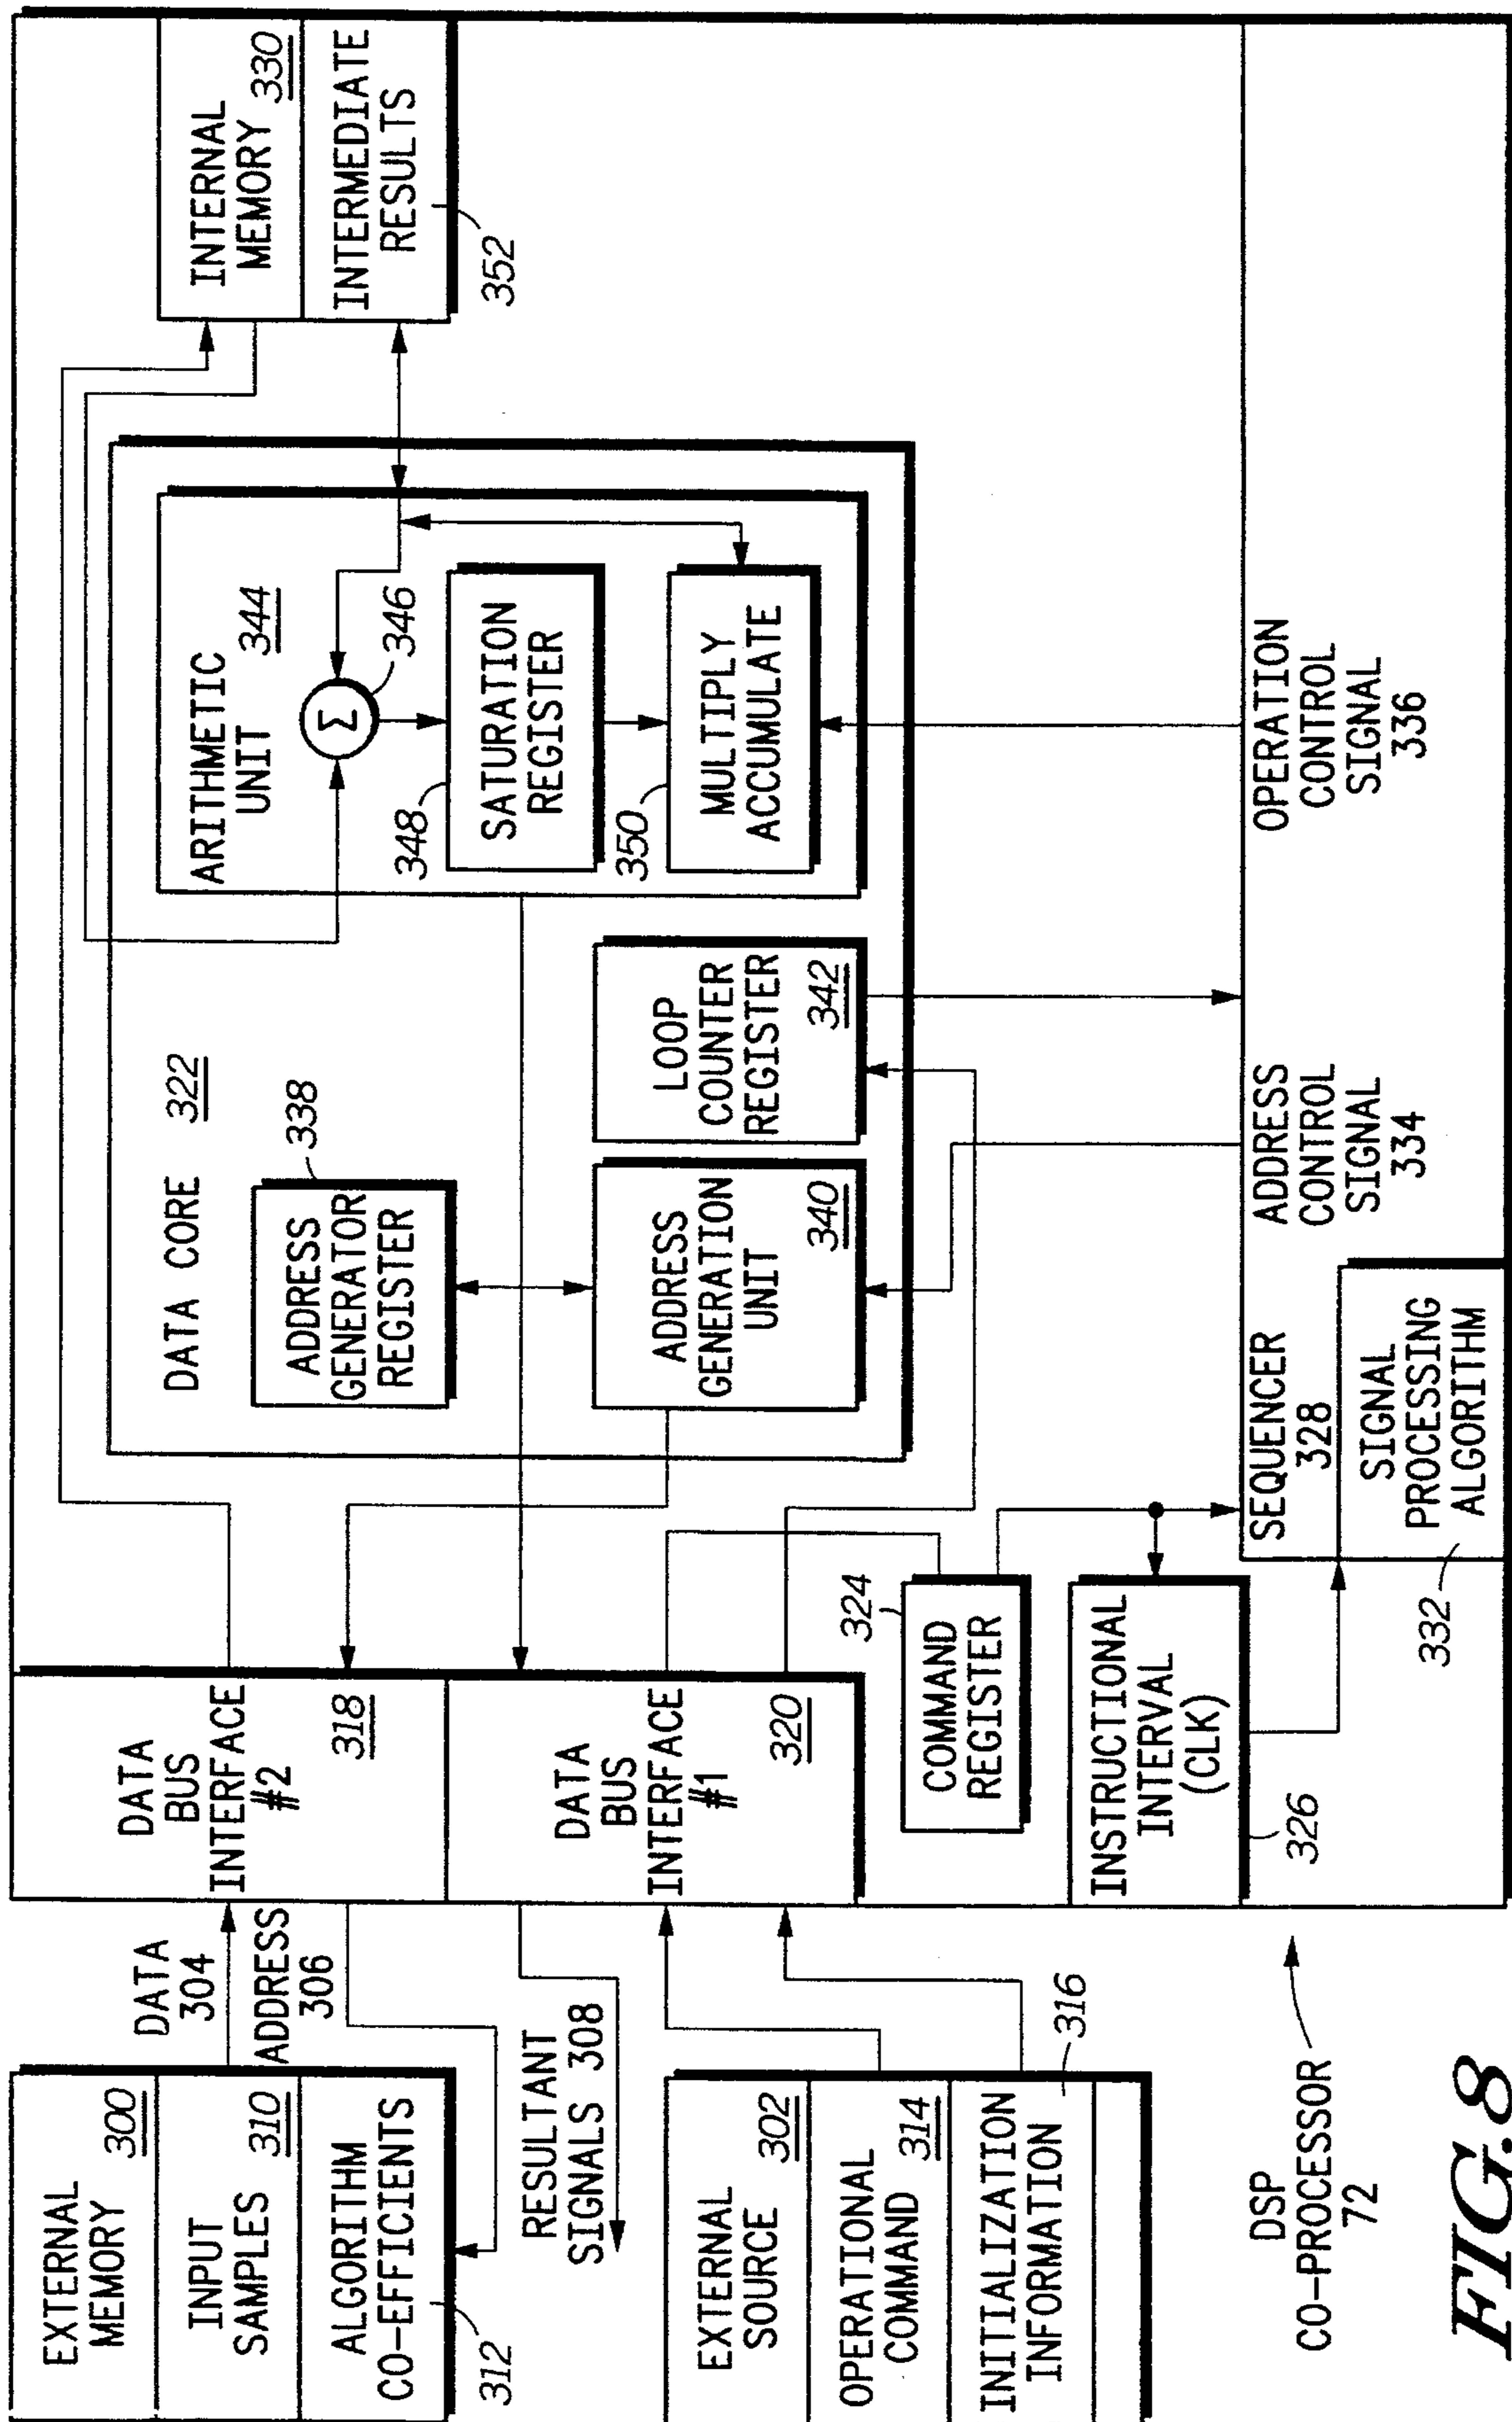 EXTERNAL
MEMORY
300
INPUT
SAMPLES
310
ALGORITHM
CO-EFFICIENTS
312
DATA
304
ADDRESS
306
RESULTANT
SIGNALS 308
EXTERNAL
SOURCE
302
OPERATIONAL
COMMAND
314
INITIALIZATION
INFORMATION
316
DSP
CO-PROCESSOR
72
DATA
BUS
INTERFACE
#2
318
DATA
BUS
INTERFACE
#1
320
COMMAND
REGISTER
324
INSTRUCTIONAL
INTERVAL
(CLK)
326
DATA CORE 322
ADDRESS
GENERATOR
REGISTER
338
ADDRESS
GENERATION
UNIT
340
LOOP
COUNTER
REGISTER
342
ARITHMETIC
UNIT
344
Σ
346
SATURATION
REGISTER
348
MULTIPLY
ACCUMULATE
350
INTERNAL
MEMORY
330
INTERMEDIATE
RESULTS
352
SEQUENCER
328
SIGNAL
PROCESSING
ALGORITHM
332
ADDRESS
CONTROL
SIGNAL
334
OPERATION
CONTROL
SIGNAL
336
FIG.8